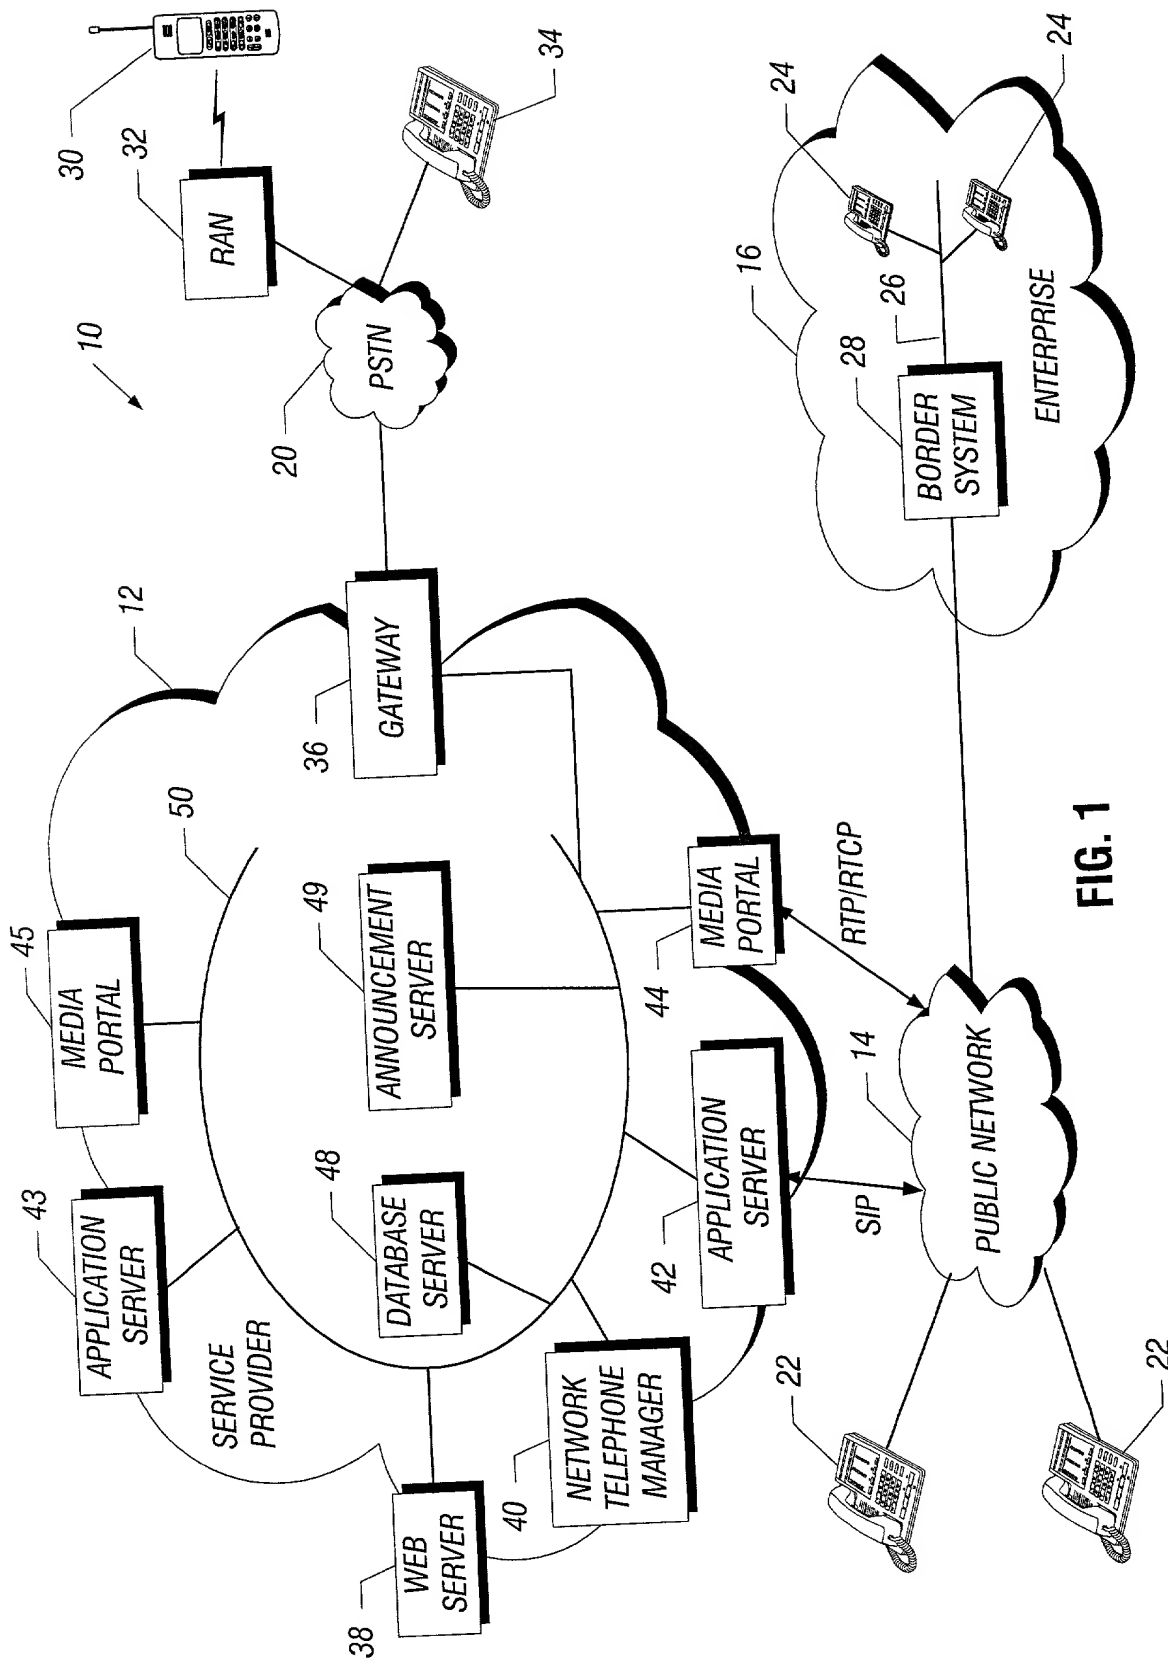 10
12
SERVICE
PROVIDER
43
APPLICATION
SERVER
45
MEDIA
PORTAL
50
38
WEB
SERVER
48
DATABASE
SERVER
49
ANNOUNCEMENT
SERVER
36
GATEWAY
20
PSTN
32
RAN
30
34
40
NETWORK
TELEPHONE
MANAGER
42
APPLICATION
SERVER
44
MEDIA
PORTAL
SIP
RTP/RTCP
22
22
14
PUBLIC NETWORK
16
28
BORDER
SYSTEM
26
24
24
ENTERPRISE
FIG. 1